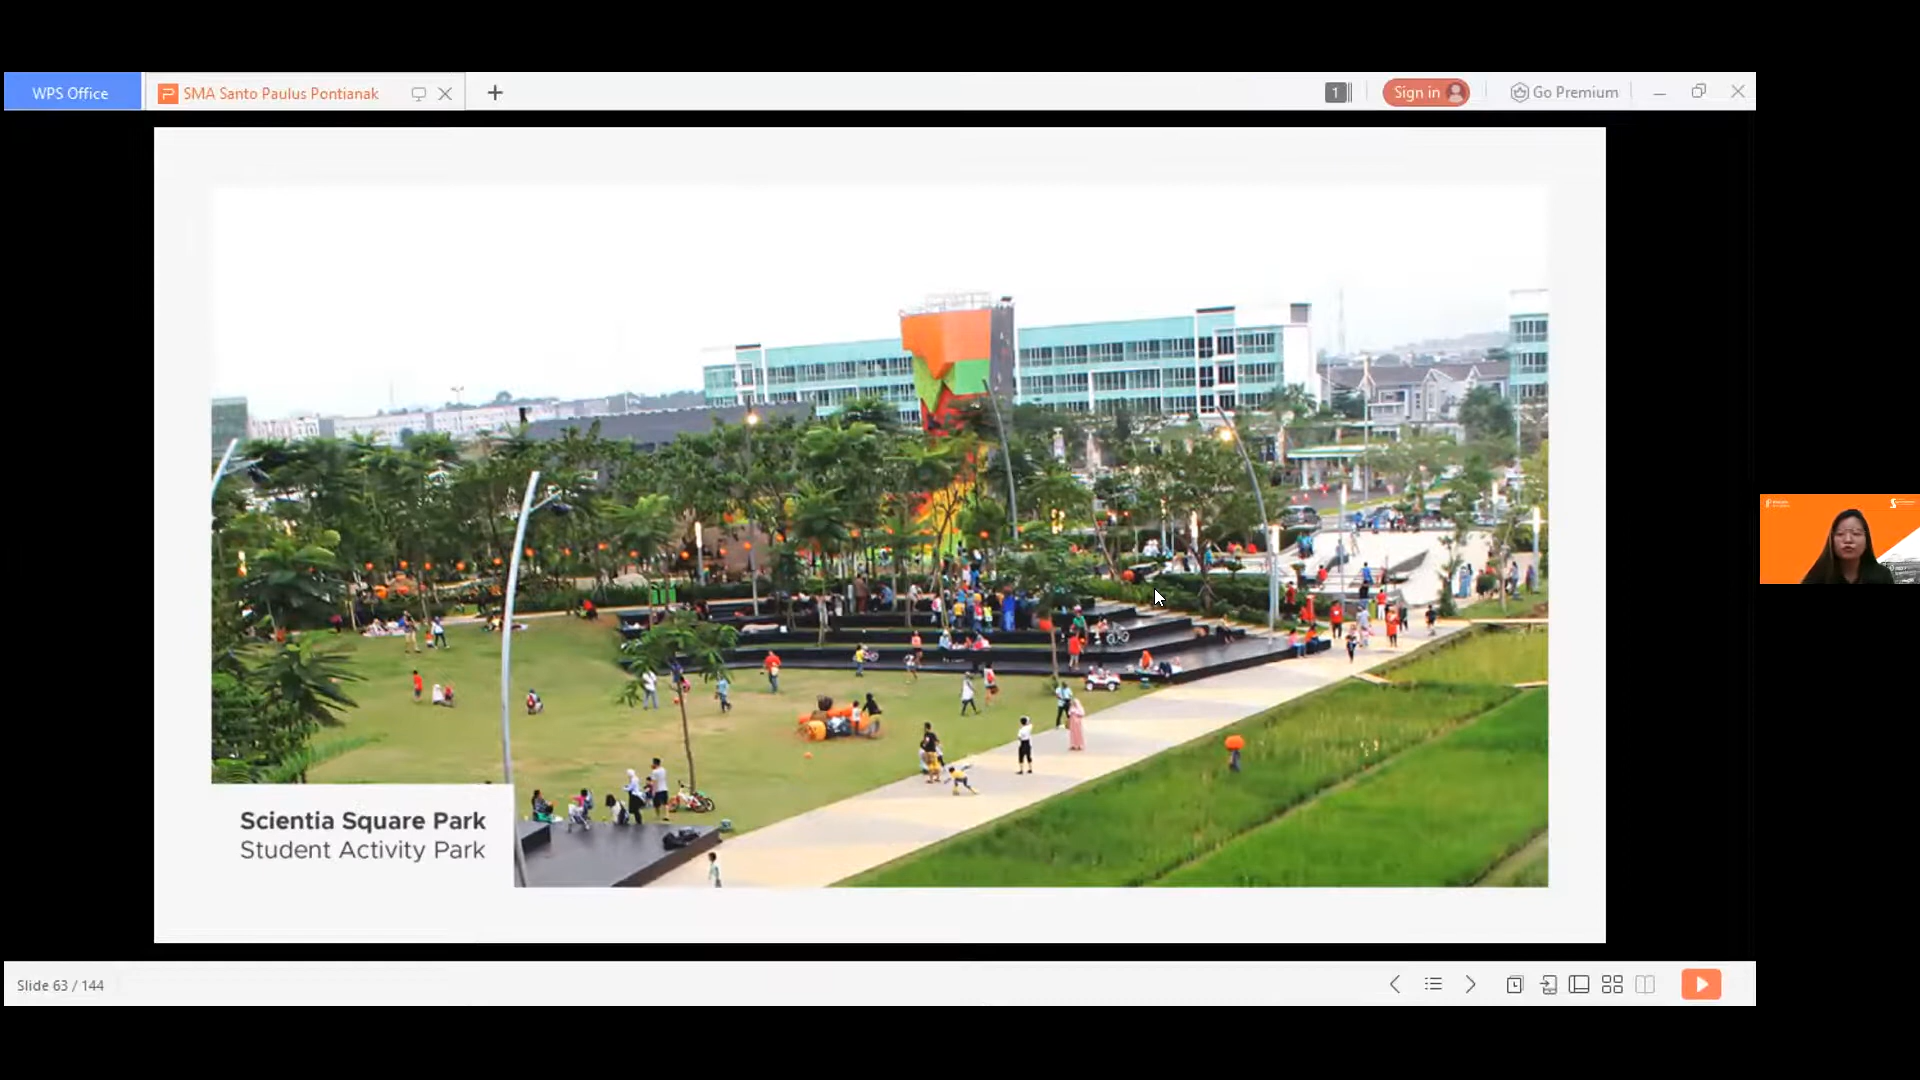 WPS Office
SMA Santo Paulus Pontianak
1
Sign in
Go Premium
Scientia Square Park
Student Activity Park
Slide 63 / 144